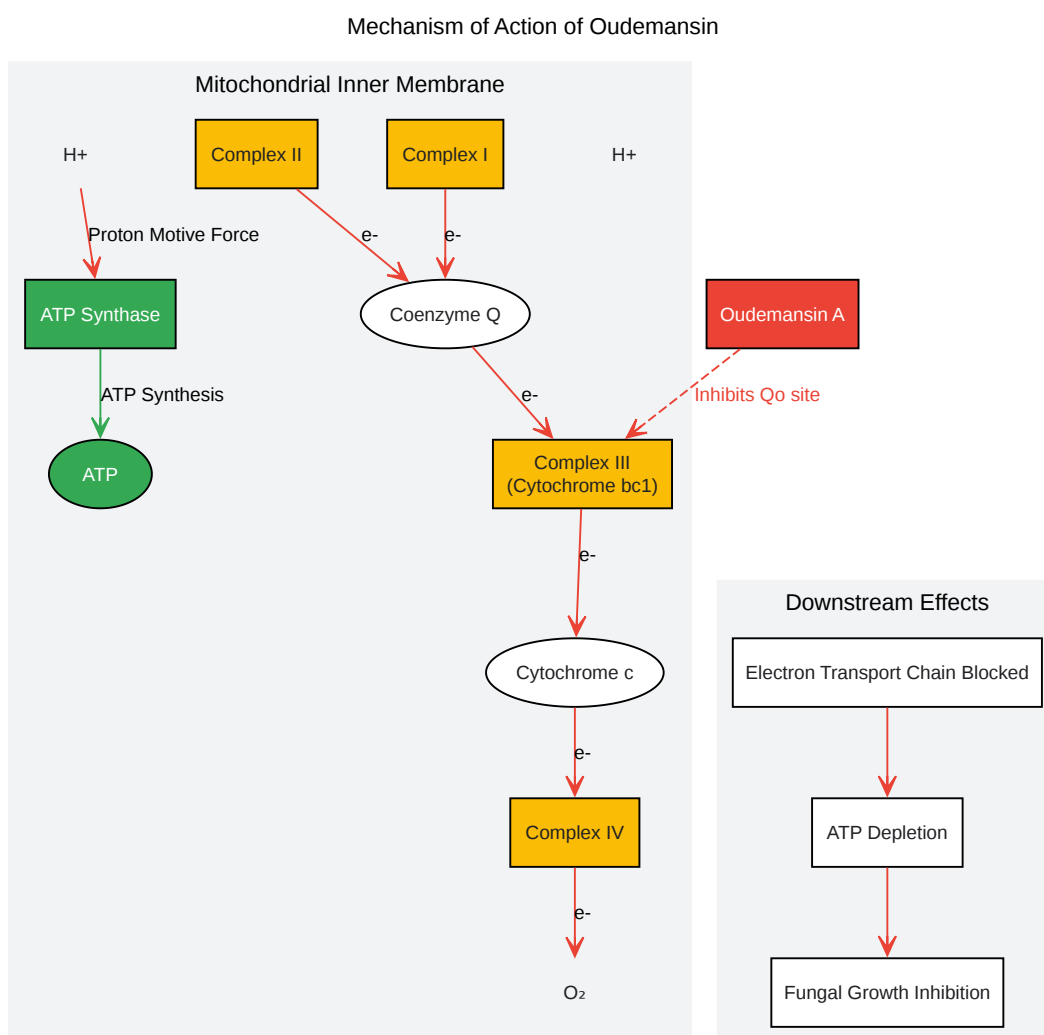 Mechanism of Action of Oudemansin
Mitochondrial Inner Membrane
H+
Complex II
Complex I
H+
Proton Motive Force
e-
e-
ATP Synthase
Coenzyme Q
Oudemansin A
ATP Synthesis
e-
Inhibits Qo site
ATP
Complex III
(Cytochrome bc1)
e-
Cytochrome c
e-
Complex IV
e-
O₂
Downstream Effects
Electron Transport Chain Blocked
ATP Depletion
Fungal Growth Inhibition